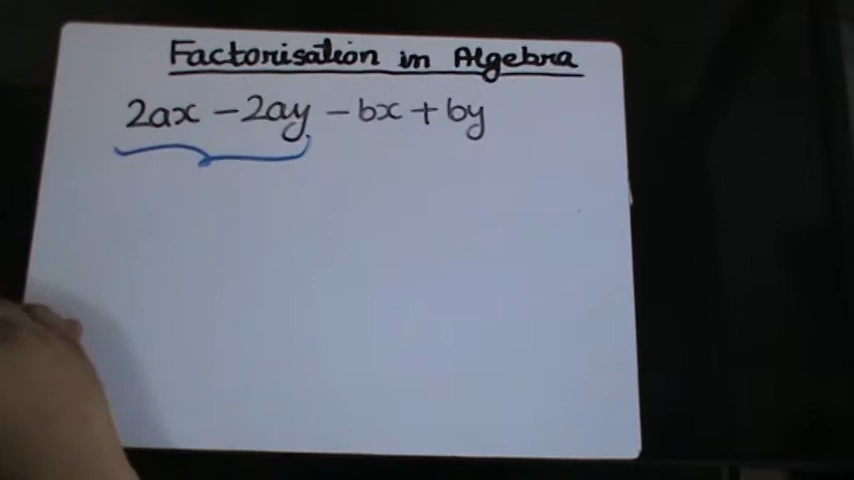 Factorisation in Algebra
2ax - 2ay - bx + by